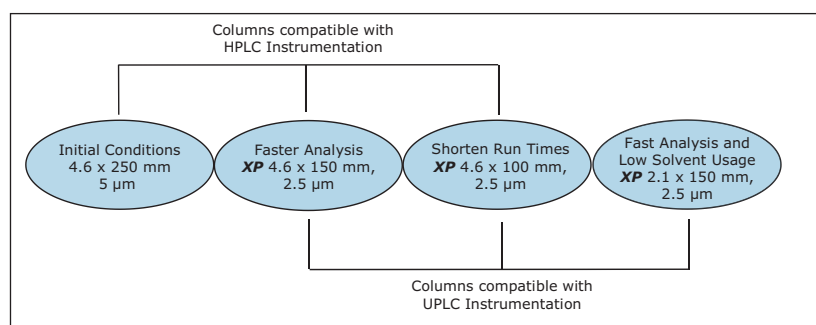 Columns compatible with
HPLC Instrumentation
Initial Conditions
4.6 x 250 mm
5 µm
Faster Analysis
XP 4.6 x 150 mm,
2.5 µm
Shorten Run Times
XP 4.6 x 100 mm,
2.5 µm
Fast Analysis and
Low Solvent Usage
XP 2.1 x 150 mm,
2.5 µm
Columns compatible with
UPLC Instrumentation